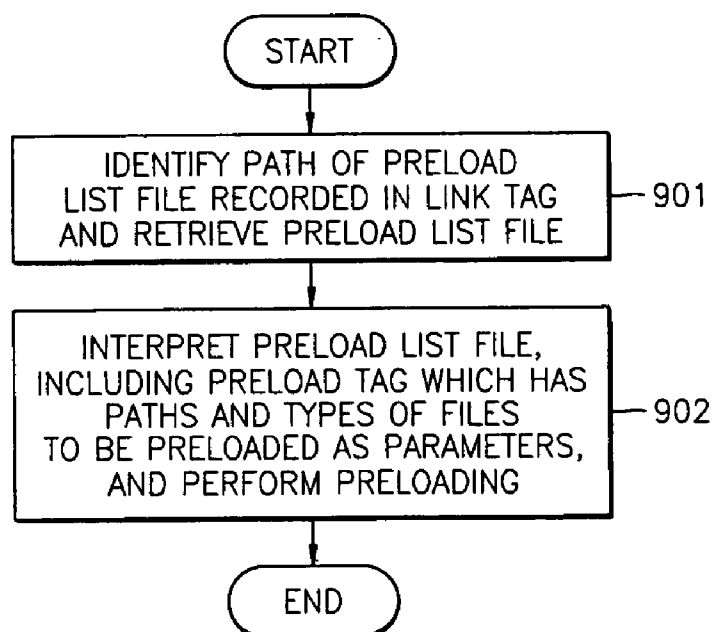 START
IDENTIFY PATH OF PRELOAD
LIST FILE RECORDED IN LINK TAG
AND RETRIEVE PRELOAD LIST FILE
901
INTERPRET PRELOAD LIST FILE,
INCLUDING PRELOAD TAG WHICH HAS
PATHS AND TYPES OF FILES
TO BE PRELOADED AS PARAMETERS,
AND PERFORM PRELOADING
902
END